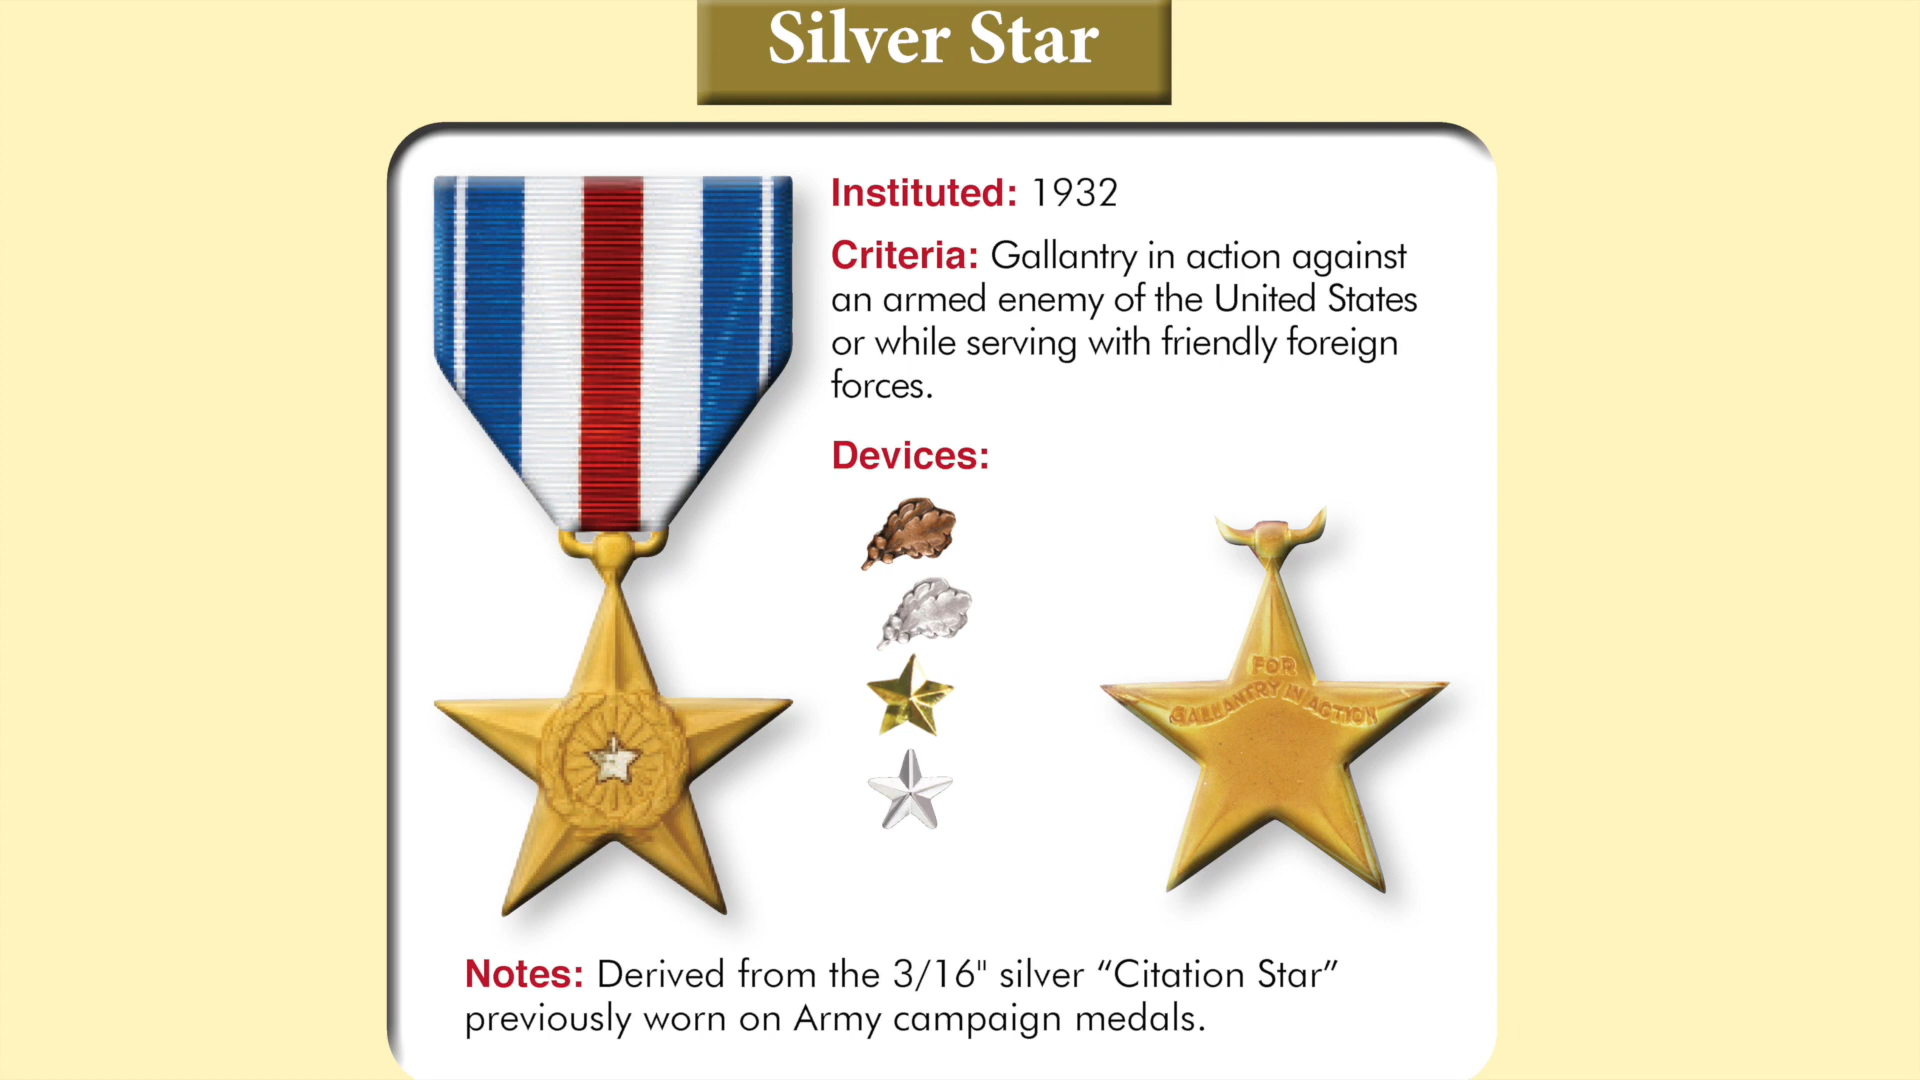 Silver Star
Instituted: 1932
Criteria: Gallantry in action against
an armed enemy of the United States
or while serving with friendly foreign
forces.
Devices:
FOR
GALLANTRY IN ACTION
Notes: Derived from the 3/16" silver “Citation Star”
previously worn on Army campaign medals.